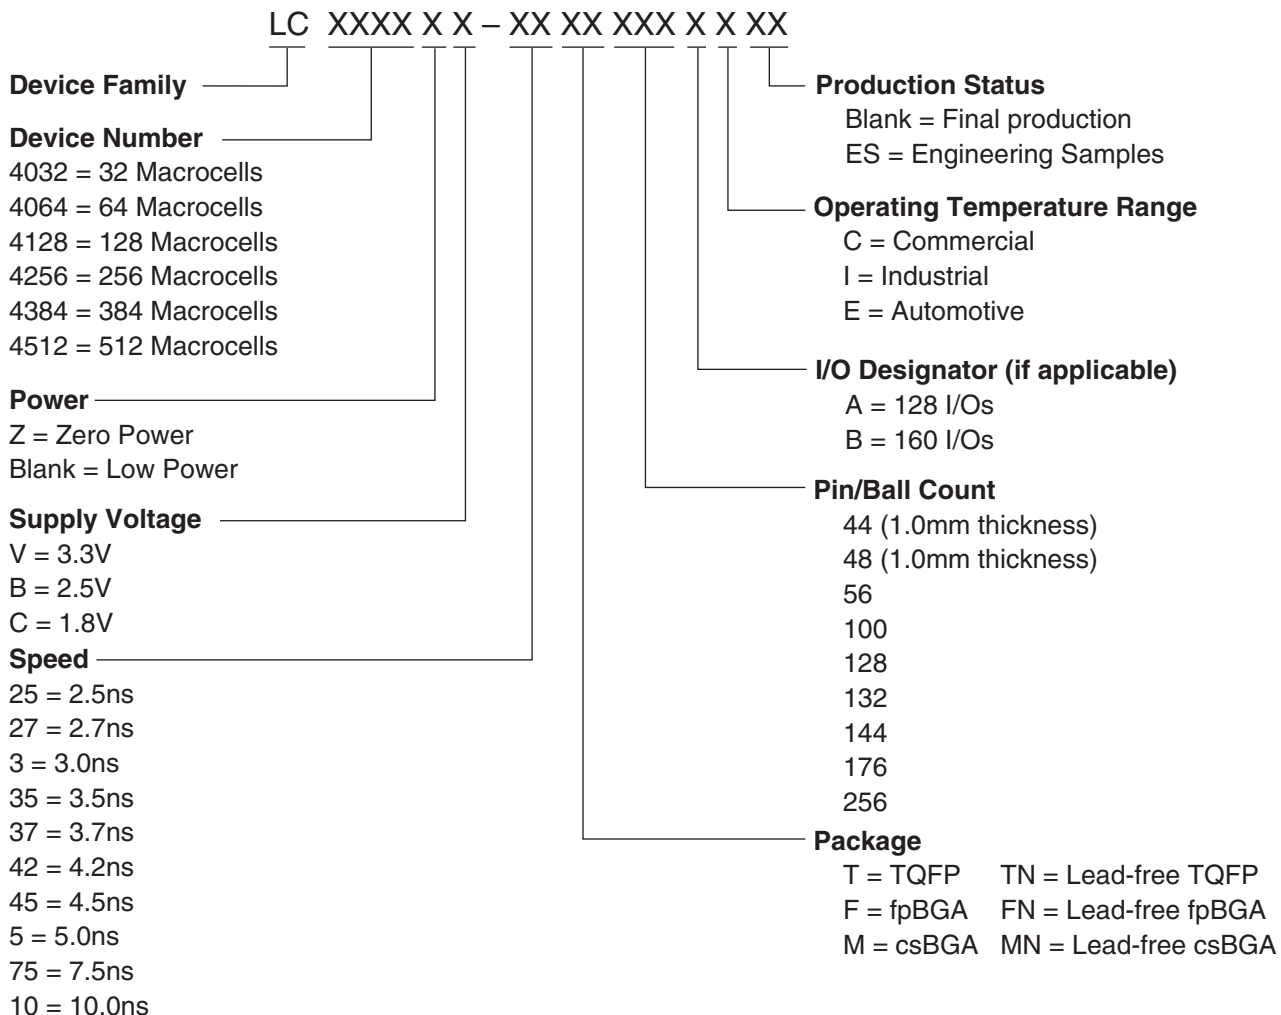 LC XXXX X X – XX XX XXX X X XX
Device Family
Device Number
4032 = 32 Macrocells
4064 = 64 Macrocells
4128 = 128 Macrocells
4256 = 256 Macrocells
4384 = 384 Macrocells
4512 = 512 Macrocells
Power
Z = Zero Power
Blank = Low Power
Supply Voltage
V = 3.3V
B = 2.5V
C = 1.8V
Speed
25 = 2.5ns
27 = 2.7ns
3 = 3.0ns
35 = 3.5ns
37 = 3.7ns
42 = 4.2ns
45 = 4.5ns
5 = 5.0ns
75 = 7.5ns
10 = 10.0ns
Production Status
Blank = Final production
ES = Engineering Samples
Operating Temperature Range
C = Commercial
I = Industrial
E = Automotive
I/O Designator (if applicable)
A = 128 I/Os
B = 160 I/Os
Pin/Ball Count
44 (1.0mm thickness)
48 (1.0mm thickness)
56
100
128
132
144
176
256
Package
T = TQFP TN = Lead-free TQFP
F = fpBGA FN = Lead-free fpBGA
M = csBGA MN = Lead-free csBGA